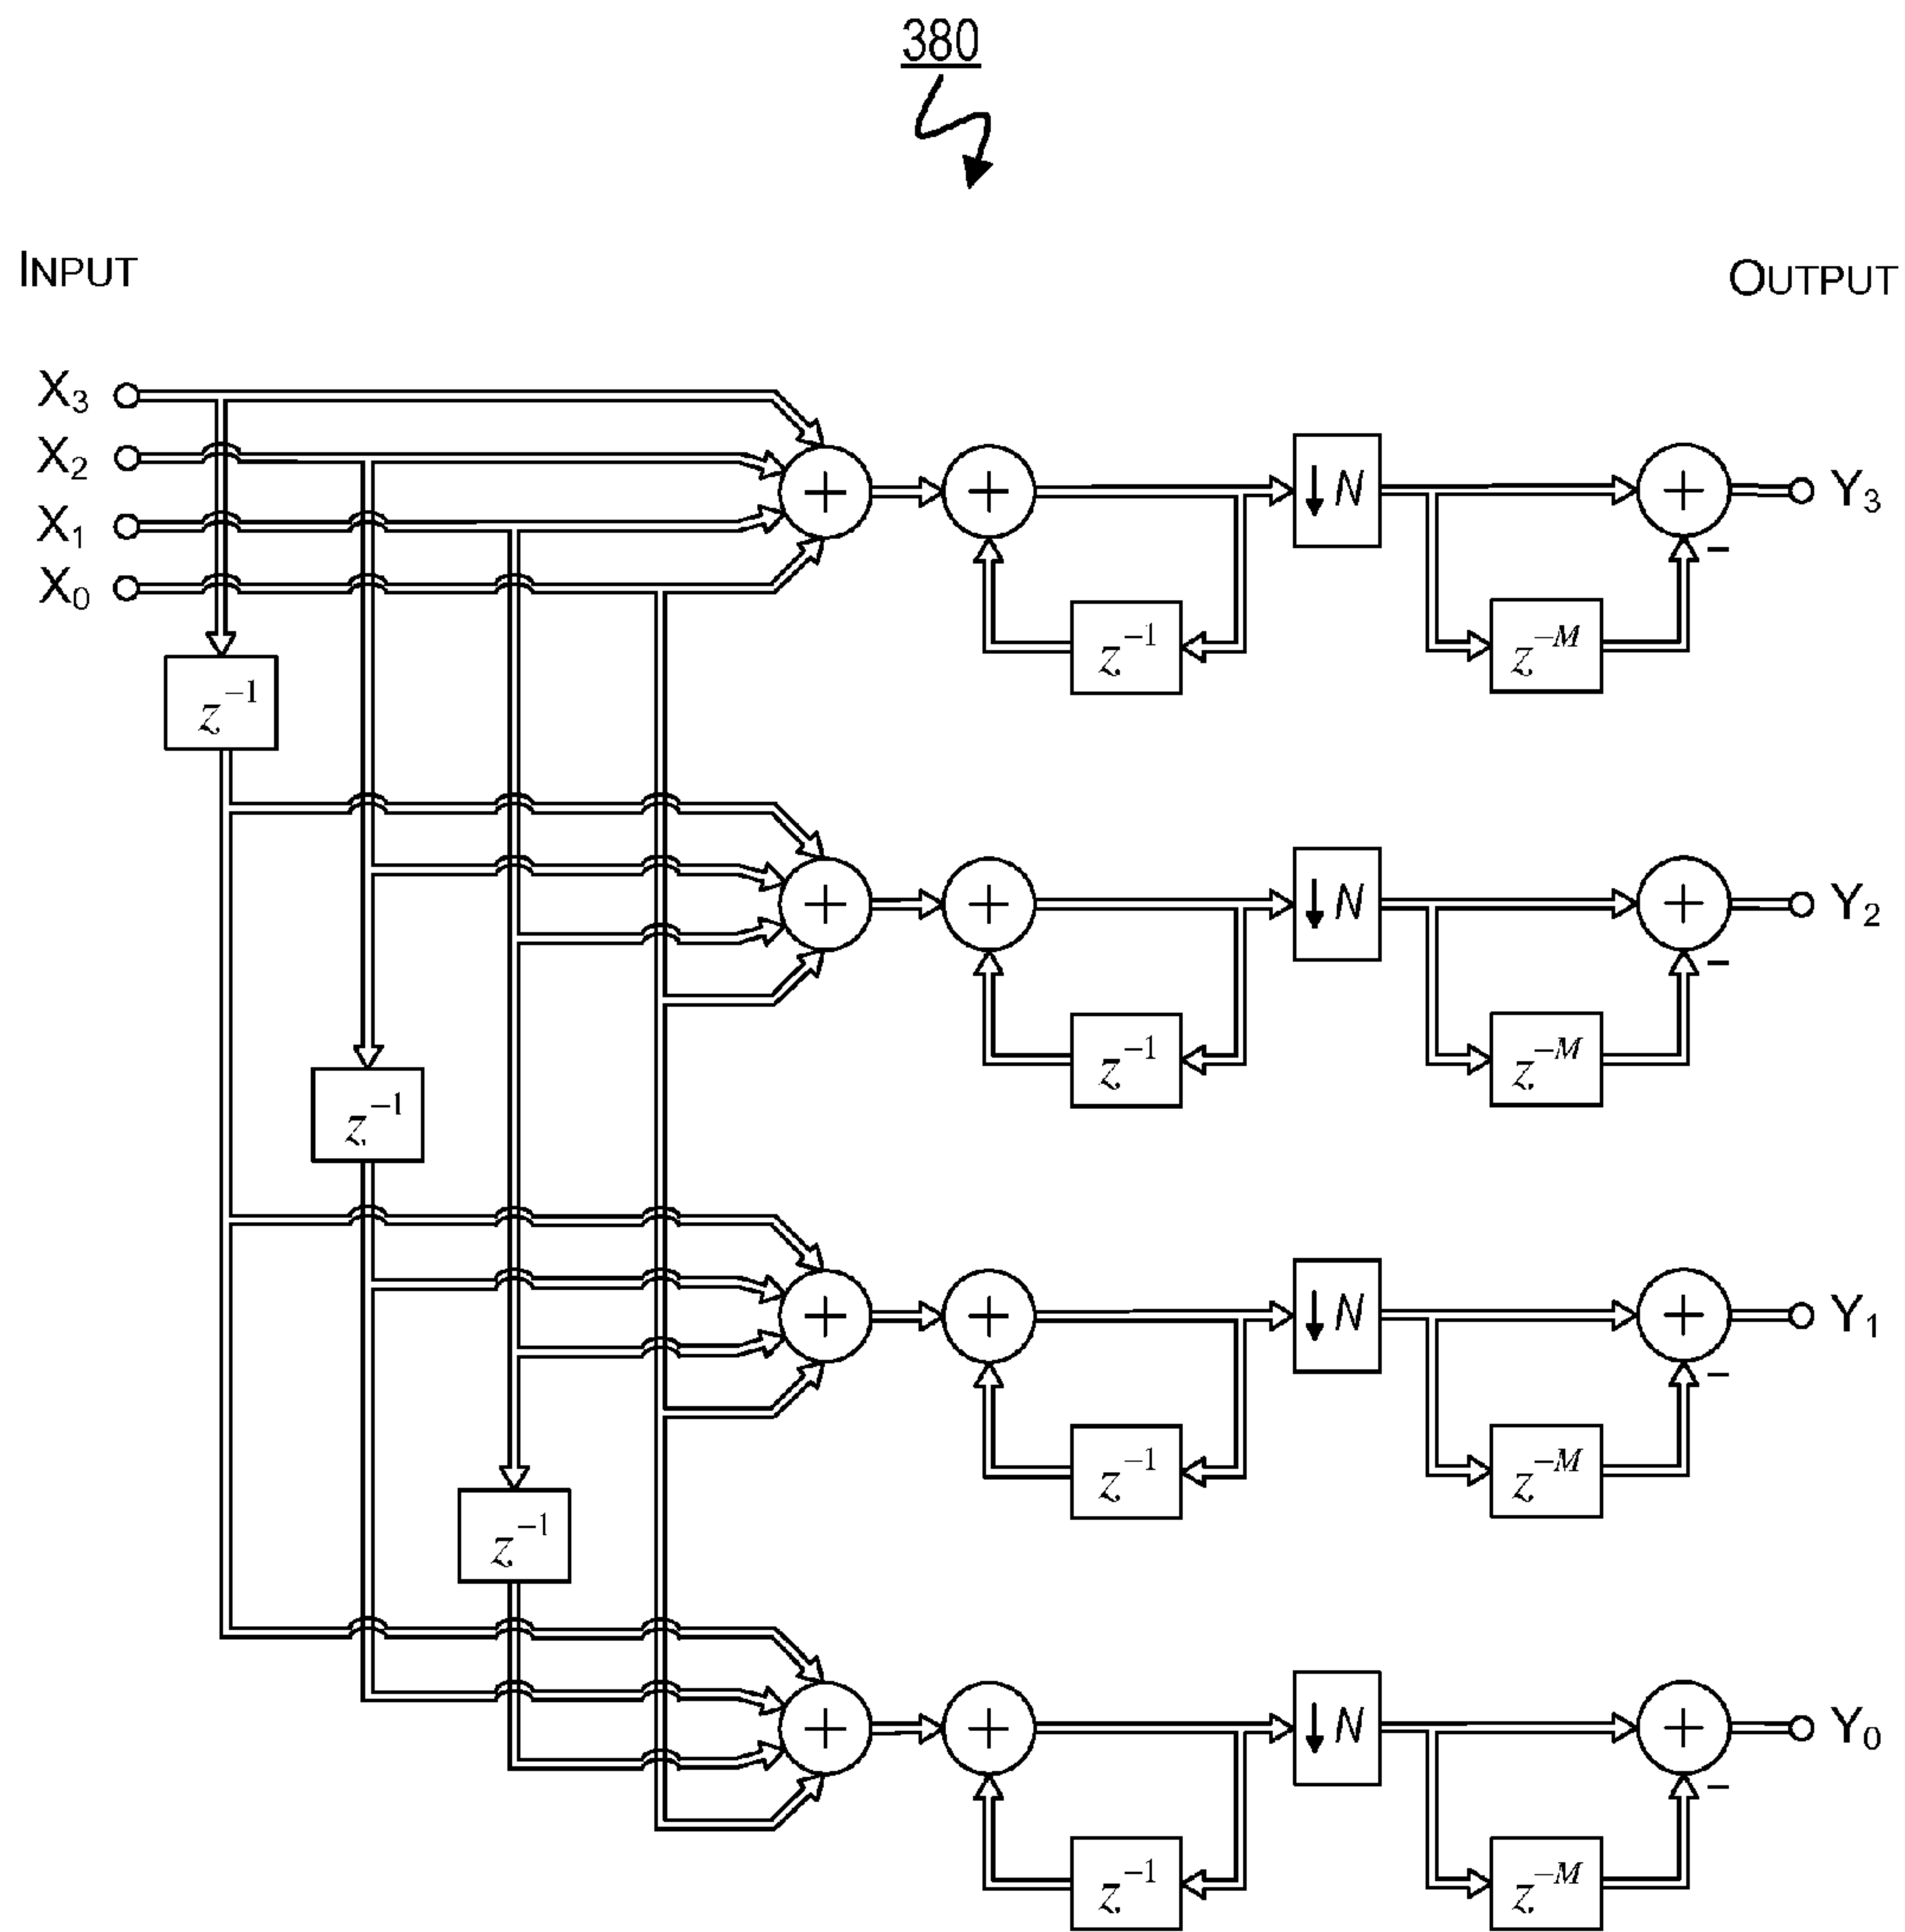 380
INPUT
OUTPUT
X₃
X₂
X₁
X₀
+
+
↓ N
+
Y₃
−
z⁻¹
z⁻ᴹ
z⁻¹
+
+
↓ N
+
Y₂
−
z⁻¹
z⁻ᴹ
z⁻¹
+
+
↓ N
+
Y₁
−
z⁻¹
z⁻ᴹ
z⁻¹
+
+
↓ N
+
Y₀
−
z⁻¹
z⁻ᴹ